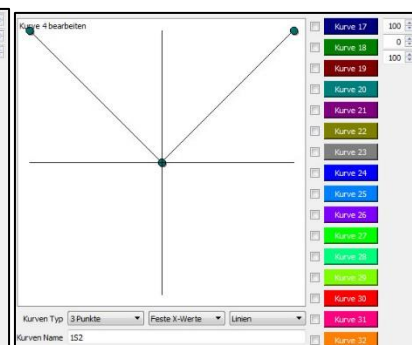 Kurve 4 bearbeiten
Kurve 17
Kurve 18
Kurve 19
Kurve 20
Kurve 21
Kurve 22
Kurve 23
Kurve 24
Kurve 25
Kurve 26
Kurve 27
Kurve 28
Kurve 29
Kurve 30
Kurve 31
Kurve 32
100
0
100
Kurven Typ 3 Punkte Feste X-Werte Linien
Kurven Name 152